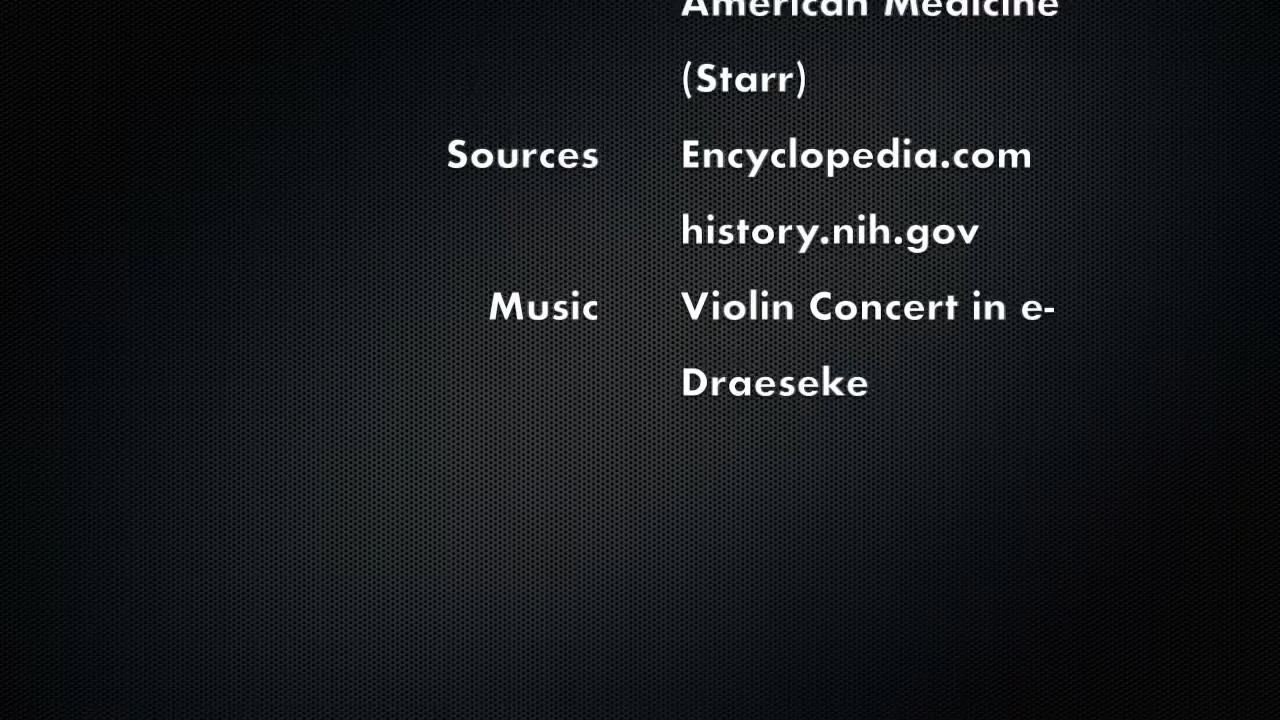 American Medicine
(Starr)
Sources Encyclopedia.com
history.nih.gov
Music Violin Concert in e-
Draeseke